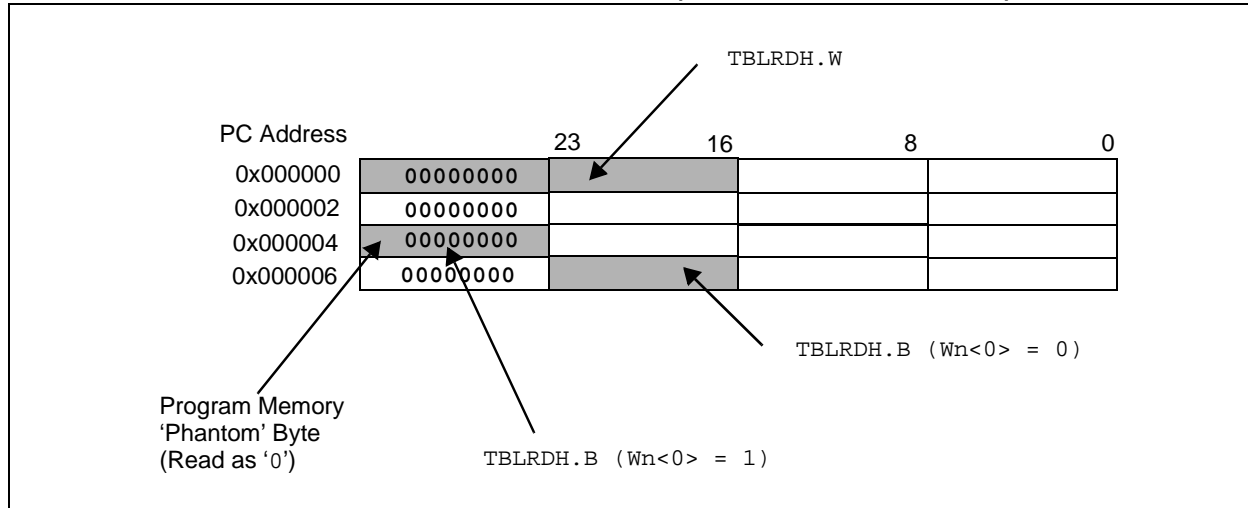 TBLRDH.W
PC Address
23 16 8 0
0x000000 00000000
0x000002 00000000
0x000004 00000000
0x000006 00000000
TBLRDH.B (Wn<0> = 0)
Program Memory
‘Phantom’ Byte
(Read as ‘0’)
TBLRDH.B (Wn<0> = 1)